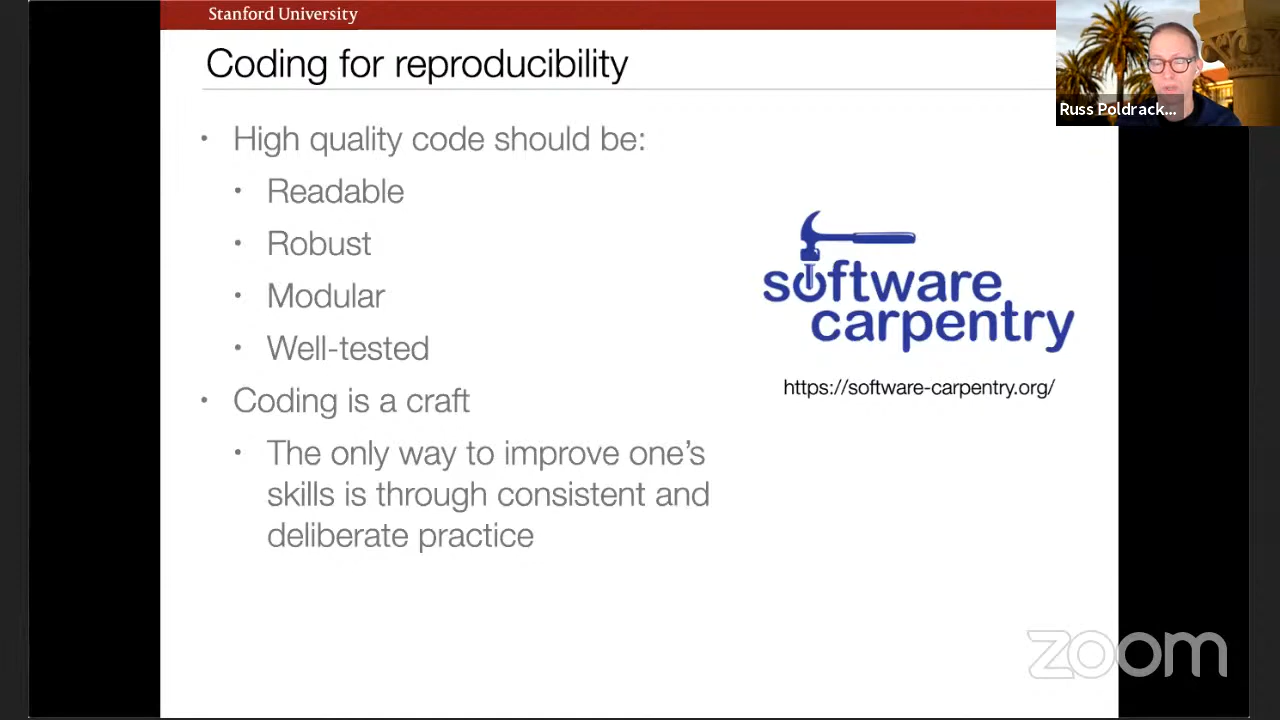 Stanford University
Coding for reproducibility
Russ Poldrack...
• High quality code should be:
• Readable
• Robust
• Modular
• Well-tested
• Coding is a craft
• The only way to improve one’s
skills is through consistent and
deliberate practice
software
carpentry
https://software-carpentry.org/
zoom